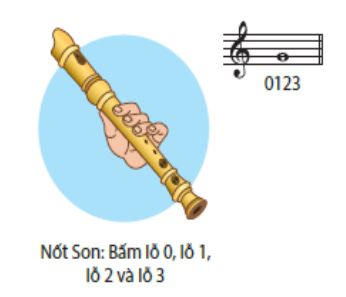 0123
Nốt Son: Bấm lỗ 0, lỗ 1,
lỗ 2 và lỗ 3